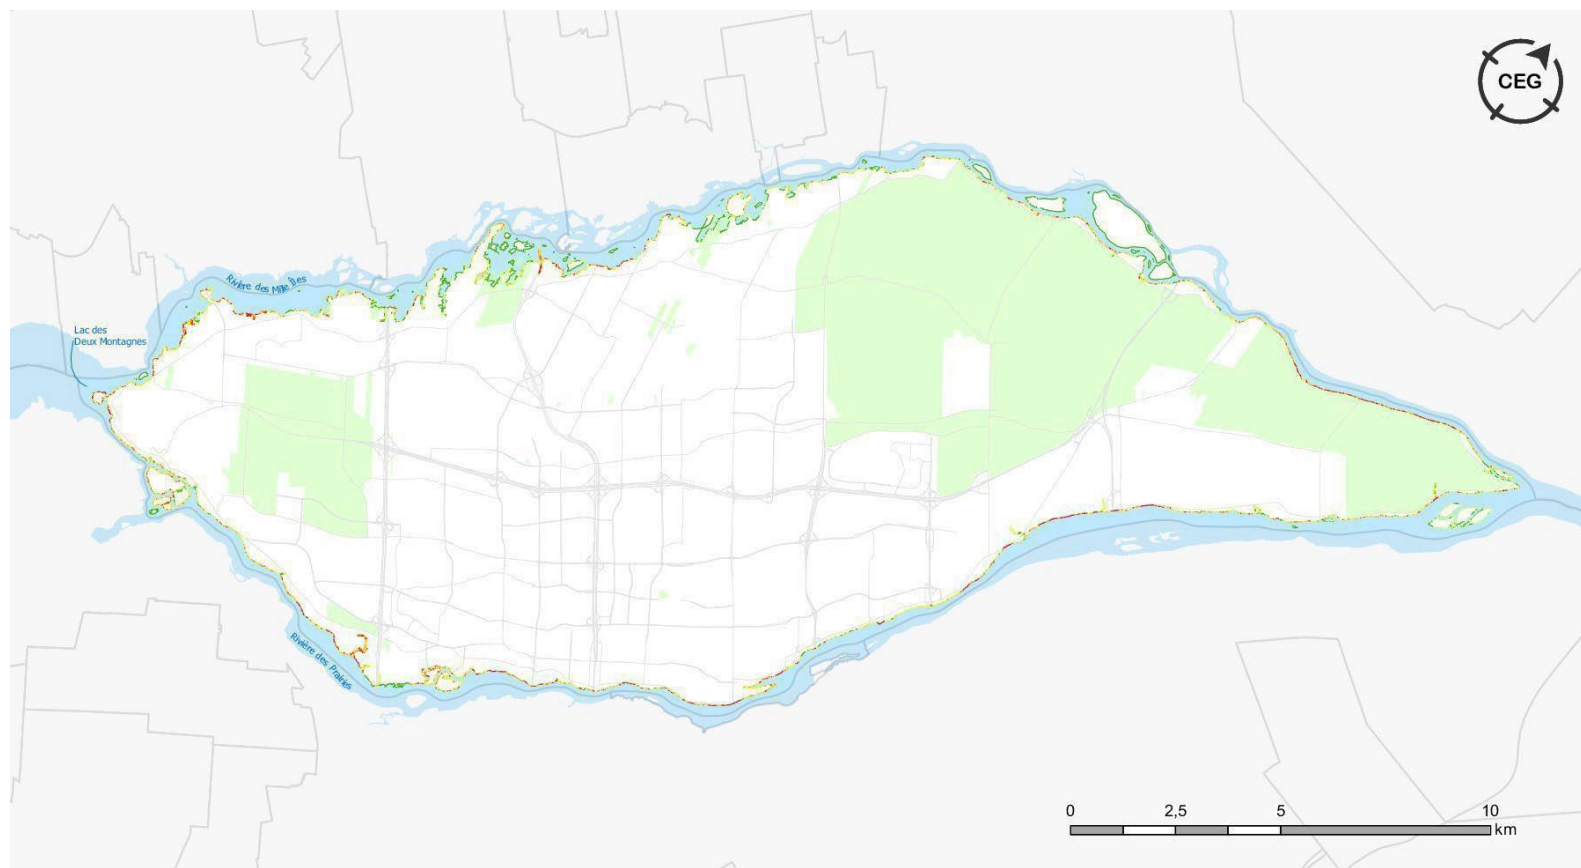 CEG
Rivière des Mille Îles
Lac des
Deux Montagnes
Rivière des Prairies
0 2,5 5 10
km